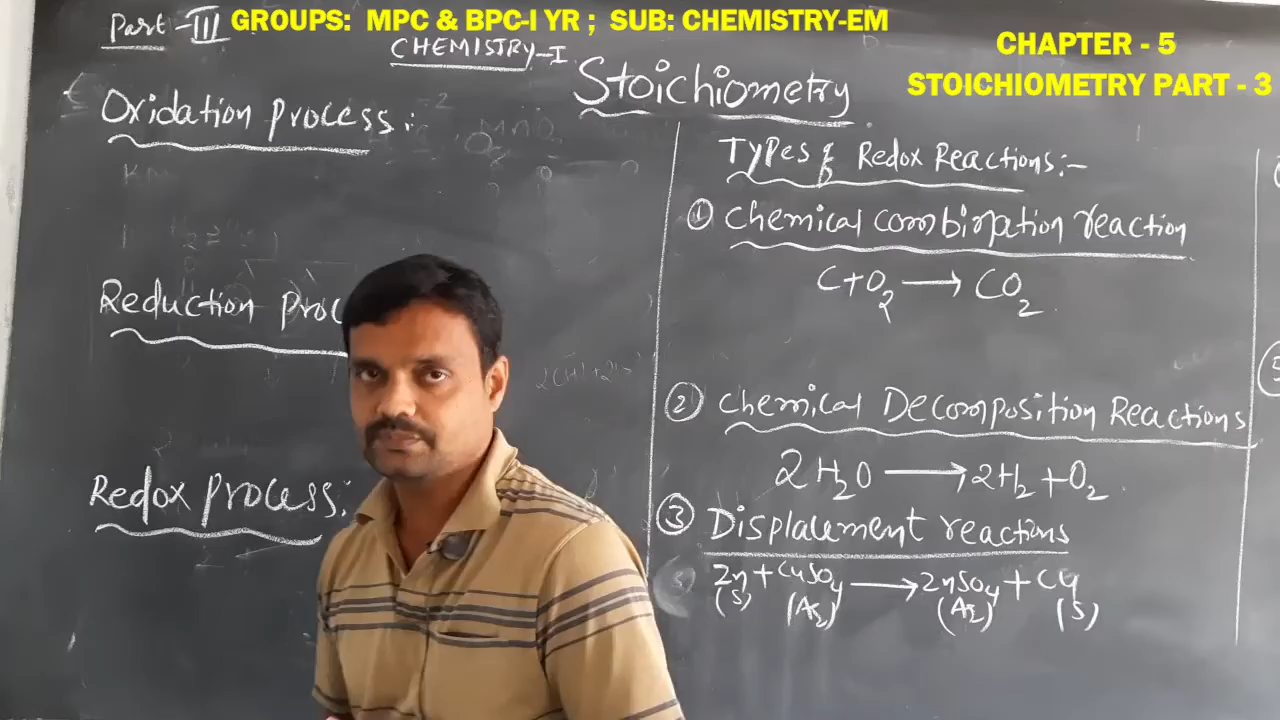 GROUPS: MPC & BPC-I YR ; SUB: CHEMISTRY-EM
CHAPTER - 5
STOICHIOMETRY PART - 3
Part - III
CHEMISTRY-I
Stoichiometry
Oxidation Process:
Reduction Proc
Redox Process:
Types of Redox Reactions:-
① Chemical combination reaction
C+O₂ → CO₂.
② Chemical Decomposition Reactions
2H₂O → 2H₂+O₂.
③ Displacement reactions
Zn+CuSO₄ → ZnSO₄+Cu
(S) (Aq) (Aq) (S)